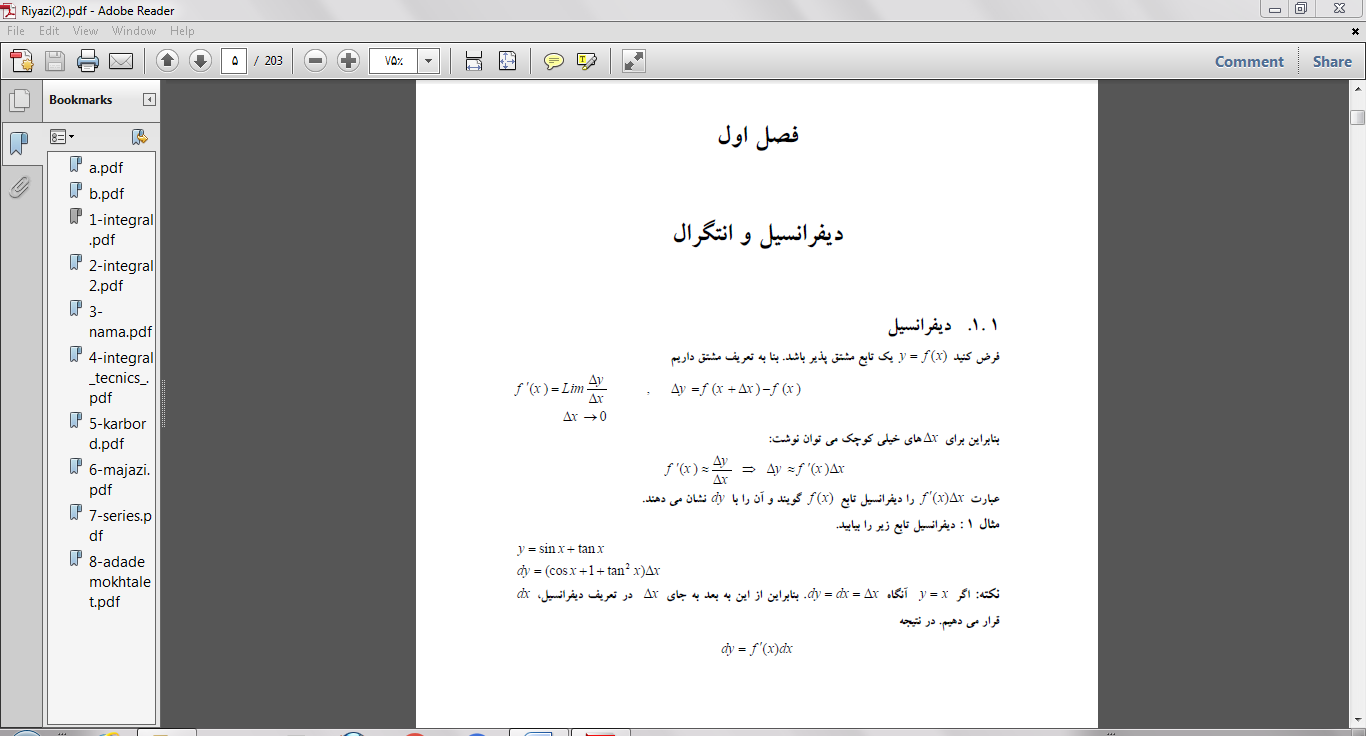 Riyazi(2).pdf - Adobe Reader
File Edit View Window Help
۵ / 203 ۷۵٪ Comment Share
Bookmarks
a.pdf
b.pdf
1-integral
.pdf
2-integral
2.pdf
3-
nama.pdf
4-integral
_tecnics_.
pdf
5-karbor
d.pdf
6-majazi.
pdf
7-series.p
df
8-adade
mokhtale
t.pdf
فصل اول
دیفرانسیل و انتگرال
۱.۱. دیفرانسیل
فرض کنید y = f(x) یک تابع مشتق پذیر باشد. بنا به تعریف مشتق داریم
f ′(x) = Lim Δy/Δx , Δy = f (x + Δx) − f (x)
Δx → 0
بنابراین برای Δx های خیلی کوچک می توان نوشت:
f ′(x) ≈ Δy/Δx ⇒ Δy ≈ f ′(x)Δx
عبارت f ′(x)Δx را دیفرانسیل تابع f(x) گویند و آن را با dy نشان می دهند.
مثال ۱ : دیفرانسیل تابع زیر را بیابید.
y = sin x + tan x
dy = (cos x + 1 + tan² x)Δx
نکته: اگر y = x آنگاه dy = dx = Δx. بنابراین از این به بعد به جای Δx در تعریف دیفرانسیل، dx
قرار می دهیم. در نتیجه
dy = f ′(x)dx